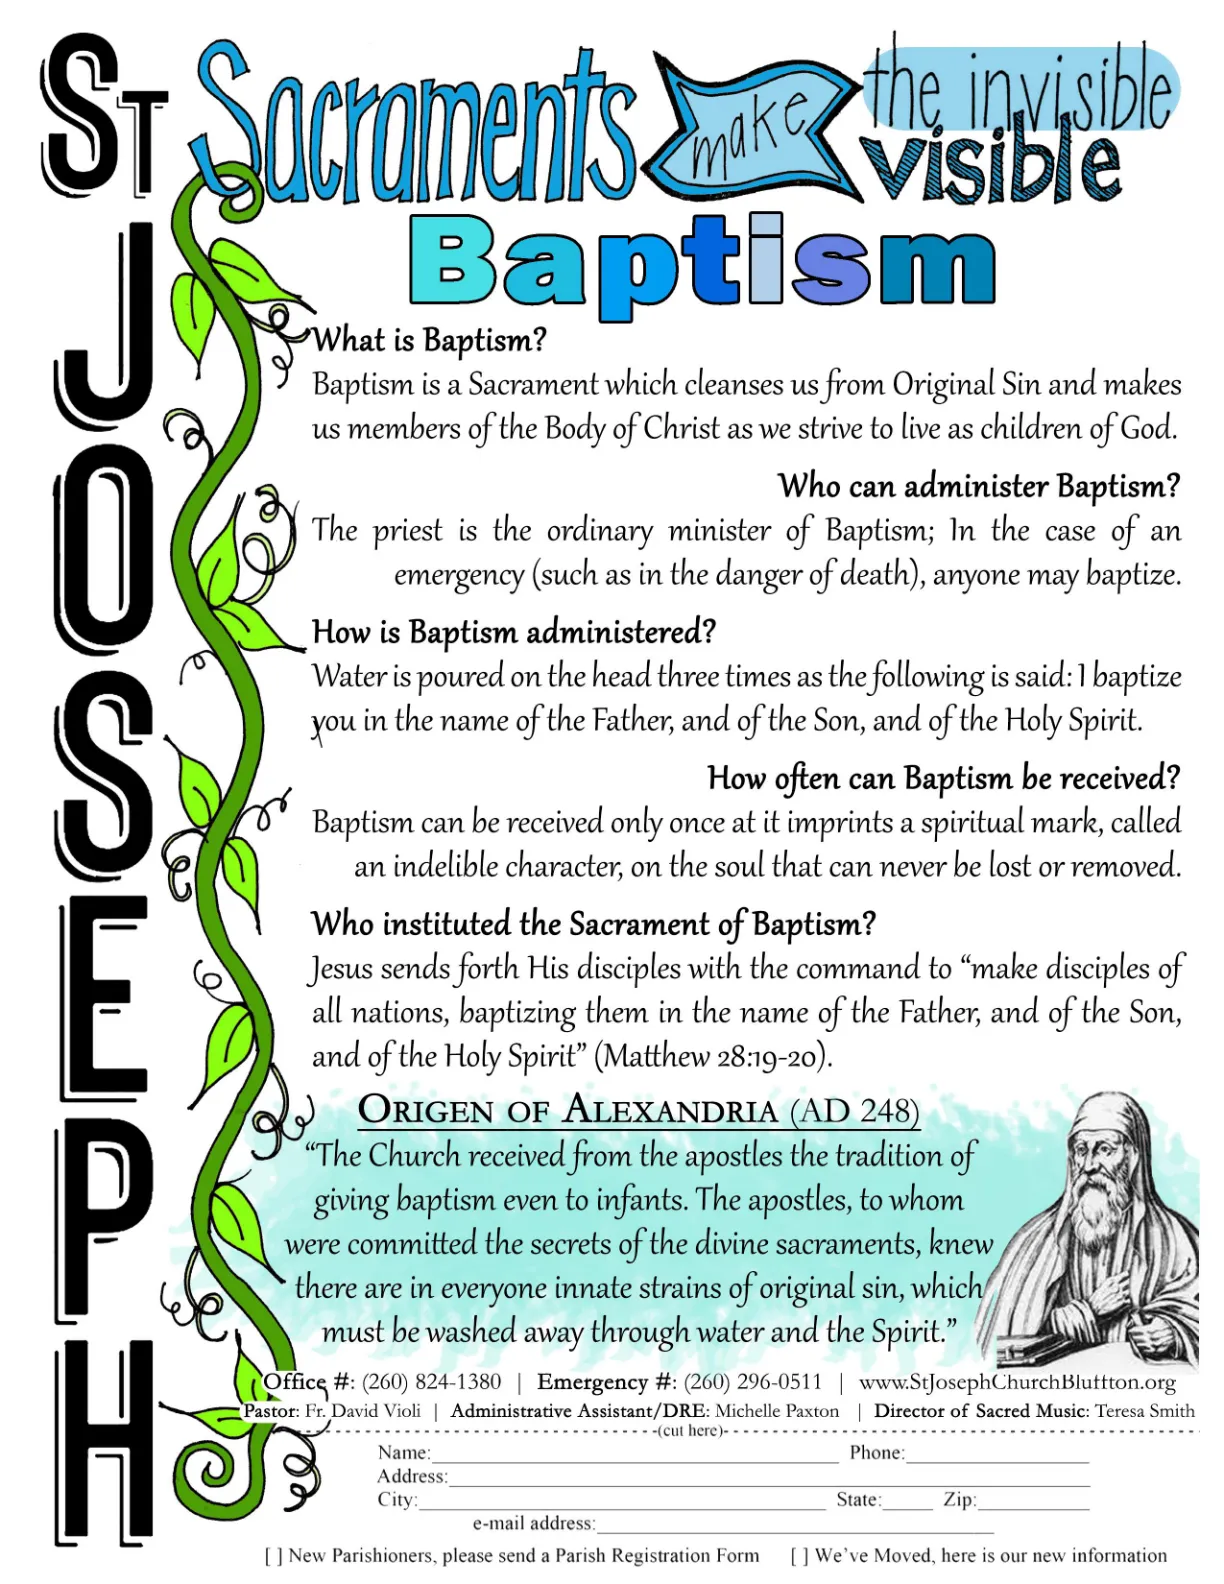 ST JOSEPH
Sacraments make the invisible visible
Baptism
What is Baptism?
Baptism is a Sacrament which cleanses us from Original Sin and makes
us members of the Body of Christ as we strive to live as children of God.
Who can administer Baptism?
The priest is the ordinary minister of Baptism; In the case of an
emergency (such as in the danger of death), anyone may baptize.
How is Baptism administered?
Water is poured on the head three times as the following is said: I baptize
you in the name of the Father, and of the Son, and of the Holy Spirit.
How often can Baptism be received?
Baptism can be received only once at it imprints a spiritual mark, called
an indelible character, on the soul that can never be lost or removed.
Who instituted the Sacrament of Baptism?
Jesus sends forth His disciples with the command to “make disciples of
all nations, baptizing them in the name of the Father, and of the Son,
and of the Holy Spirit” (Matthew 28:19-20).
ORIGEN OF ALEXANDRIA (AD 248)
“The Church received from the apostles the tradition of
giving baptism even to infants. The apostles, to whom
were committed the secrets of the divine sacraments, knew
there are in everyone innate strains of original sin, which
must be washed away through water and the Spirit.”
Office #: (260) 824-1380 | Emergency #: (260) 296-0511 | www.StJosephChurchBluffton.org
Pastor: Fr. David Violi | Administrative Assistant/DRE: Michelle Paxton | Director of Sacred Music: Teresa Smith
(cut here)
Name: Phone:
Address:
City: State: Zip:
e-mail address:
[ ] New Parishioners, please send a Parish Registration Form [ ] We’ve Moved, here is our new information